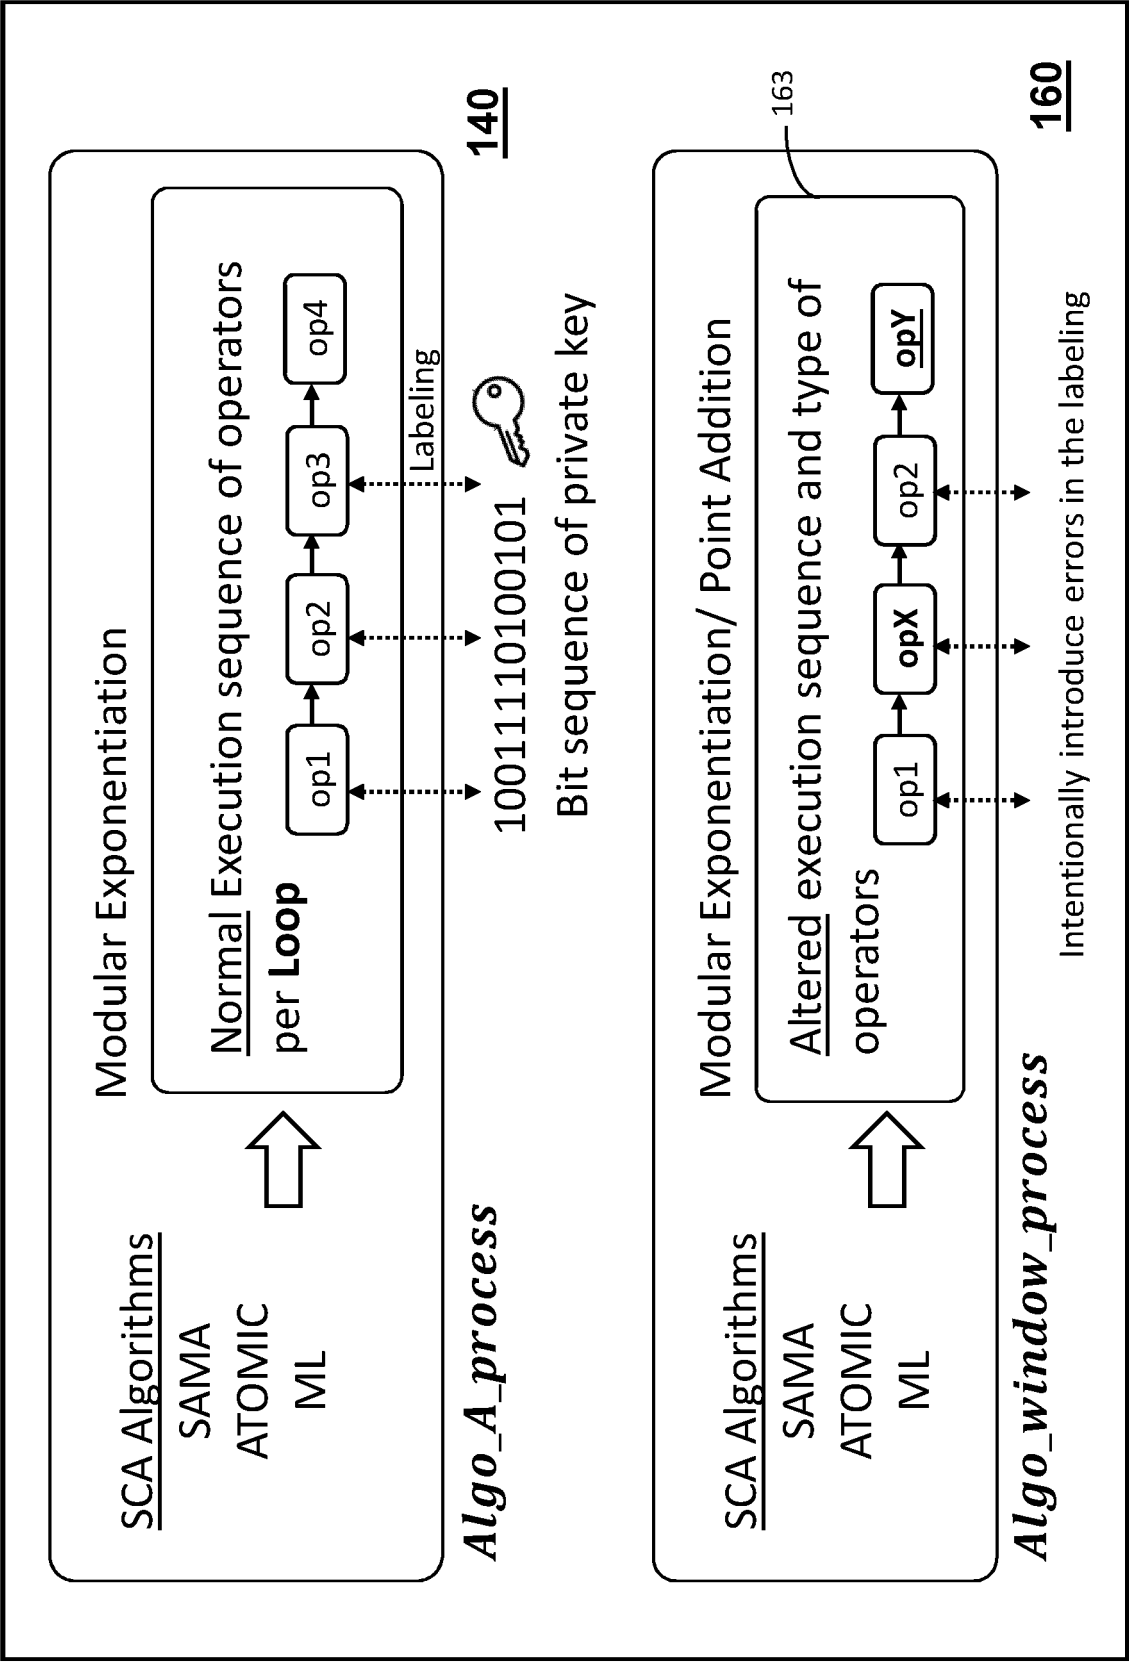 Modular Exponentiation
SCA Algorithms
SAMA
ATOMIC
ML
Normal Execution sequence of operators
per Loop
op1
op2
op3
op4
Labeling
Algo_A_process
1001111010100101
Bit sequence of private key
140
Modular Exponentiation/ Point Addition
163
SCA Algorithms
SAMA
ATOMIC
ML
Altered execution sequence and type of
operators
op1
opX
op2
opY
Algo_window_process
Intentionally introduce errors in the labeling
160